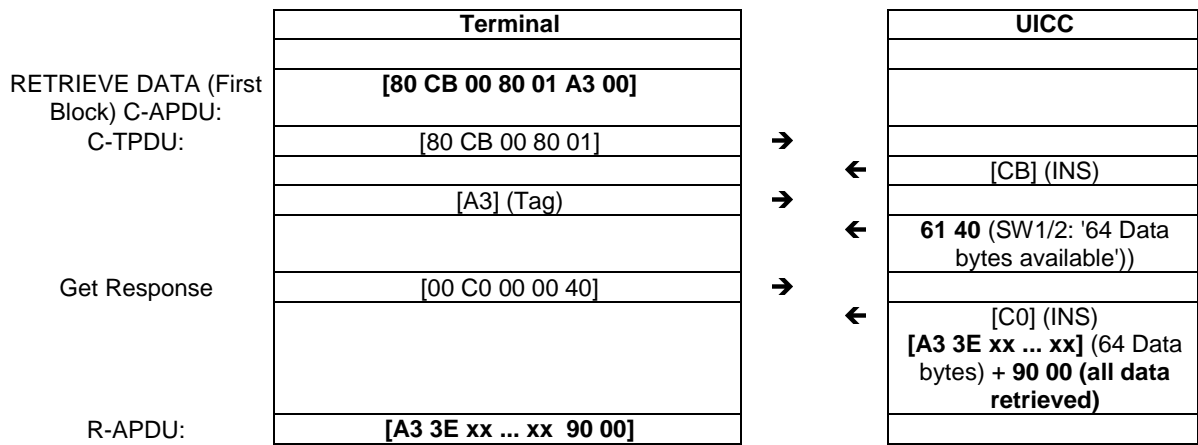 Terminal UICC
RETRIEVE DATA (First [80 CB 00 80 01 A3 00]
Block) C-APDU:
C-TPDU: [80 CB 00 80 01] →
← [CB] (INS)
[A3] (Tag) →
← 61 40 (SW1/2: '64 Data
bytes available'))
Get Response [00 C0 00 00 40] →
← [C0] (INS)
[A3 3E xx ... xx] (64 Data
bytes) + 90 00 (all data
retrieved)
R-APDU: [A3 3E xx ... xx 90 00]